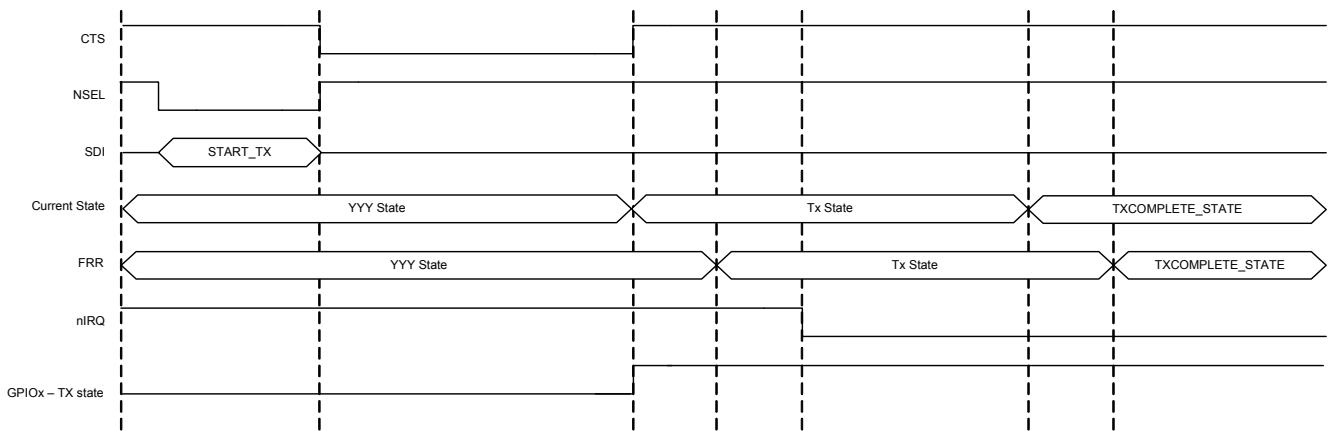 CTS
NSEL
SDI START_TX
Current State YYY State Tx State TXCOMPLETE_STATE
FRR YYY State Tx State TXCOMPLETE_STATE
nIRQ
GPIOx – TX state